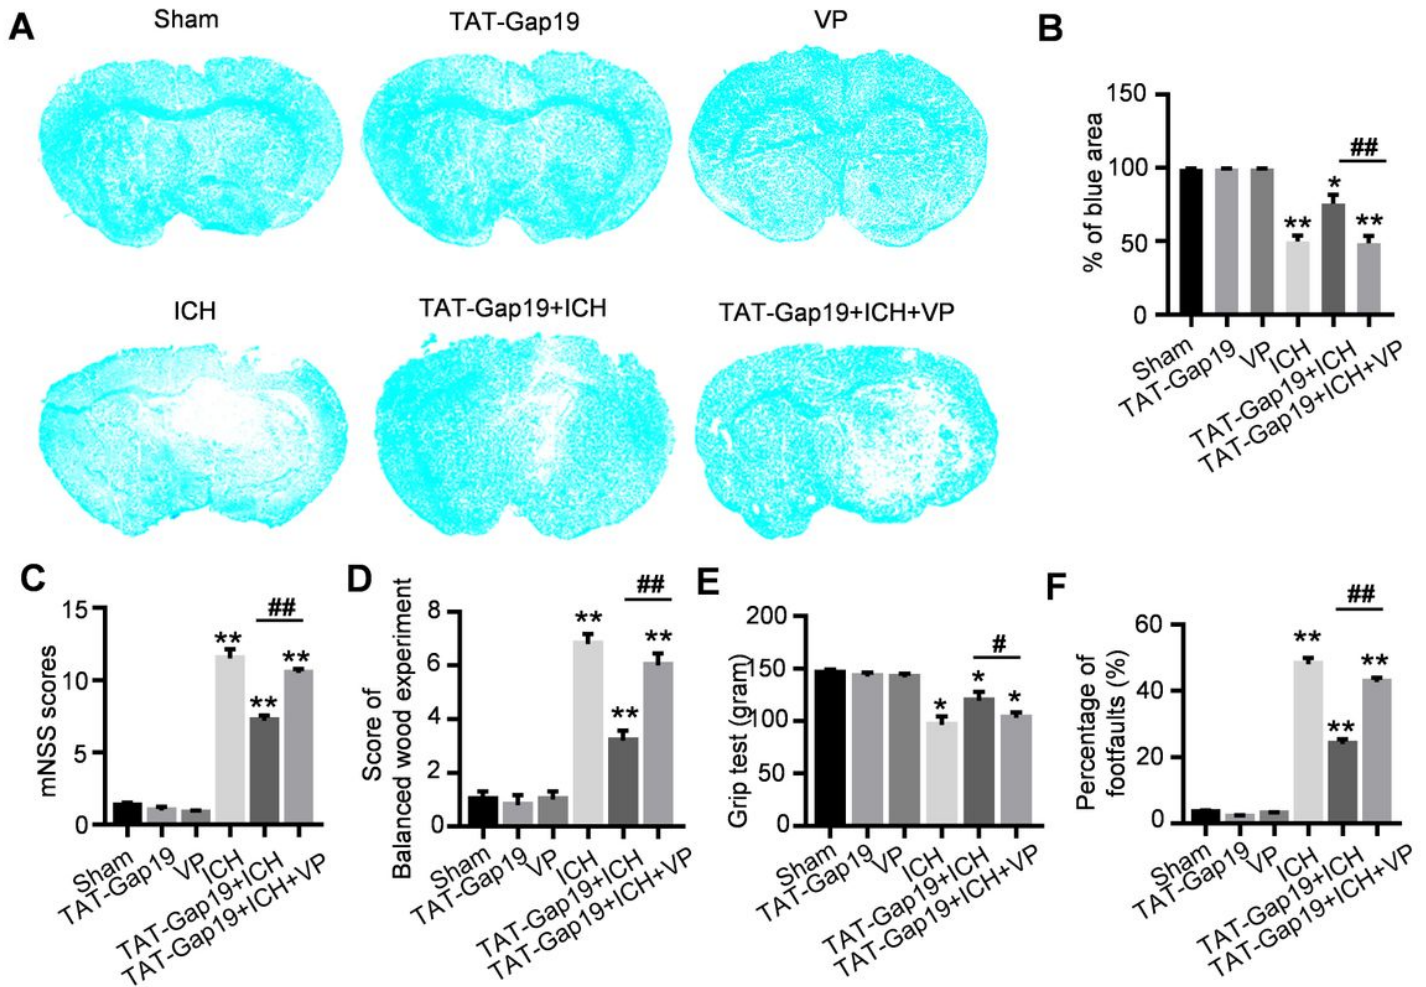 A
Sham
TAT-Gap19
VP
ICH
TAT-Gap19+ICH
TAT-Gap19+ICH+VP
B
% of blue area
150
100
50
0
**
*
**
##
Sham
TAT-Gap19
VP
ICH
TAT-Gap19+ICH
TAT-Gap19+ICH+VP
C
mNSS scores
15
10
5
0
**
**
**
##
Sham
TAT-Gap19
VP
ICH
TAT-Gap19+ICH
TAT-Gap19+ICH+VP
D
Score of
Balanced wood experiment
8
6
4
2
0
**
**
**
##
Sham
TAT-Gap19
VP
ICH
TAT-Gap19+ICH
TAT-Gap19+ICH+VP
E
Grip test (gram)
200
150
100
50
0
*
*
*
#
Sham
TAT-Gap19
VP
ICH
TAT-Gap19+ICH
TAT-Gap19+ICH+VP
F
Percentage of
footfaults (%)
60
40
20
0
**
**
**
##
Sham
TAT-Gap19
VP
ICH
TAT-Gap19+ICH
TAT-Gap19+ICH+VP